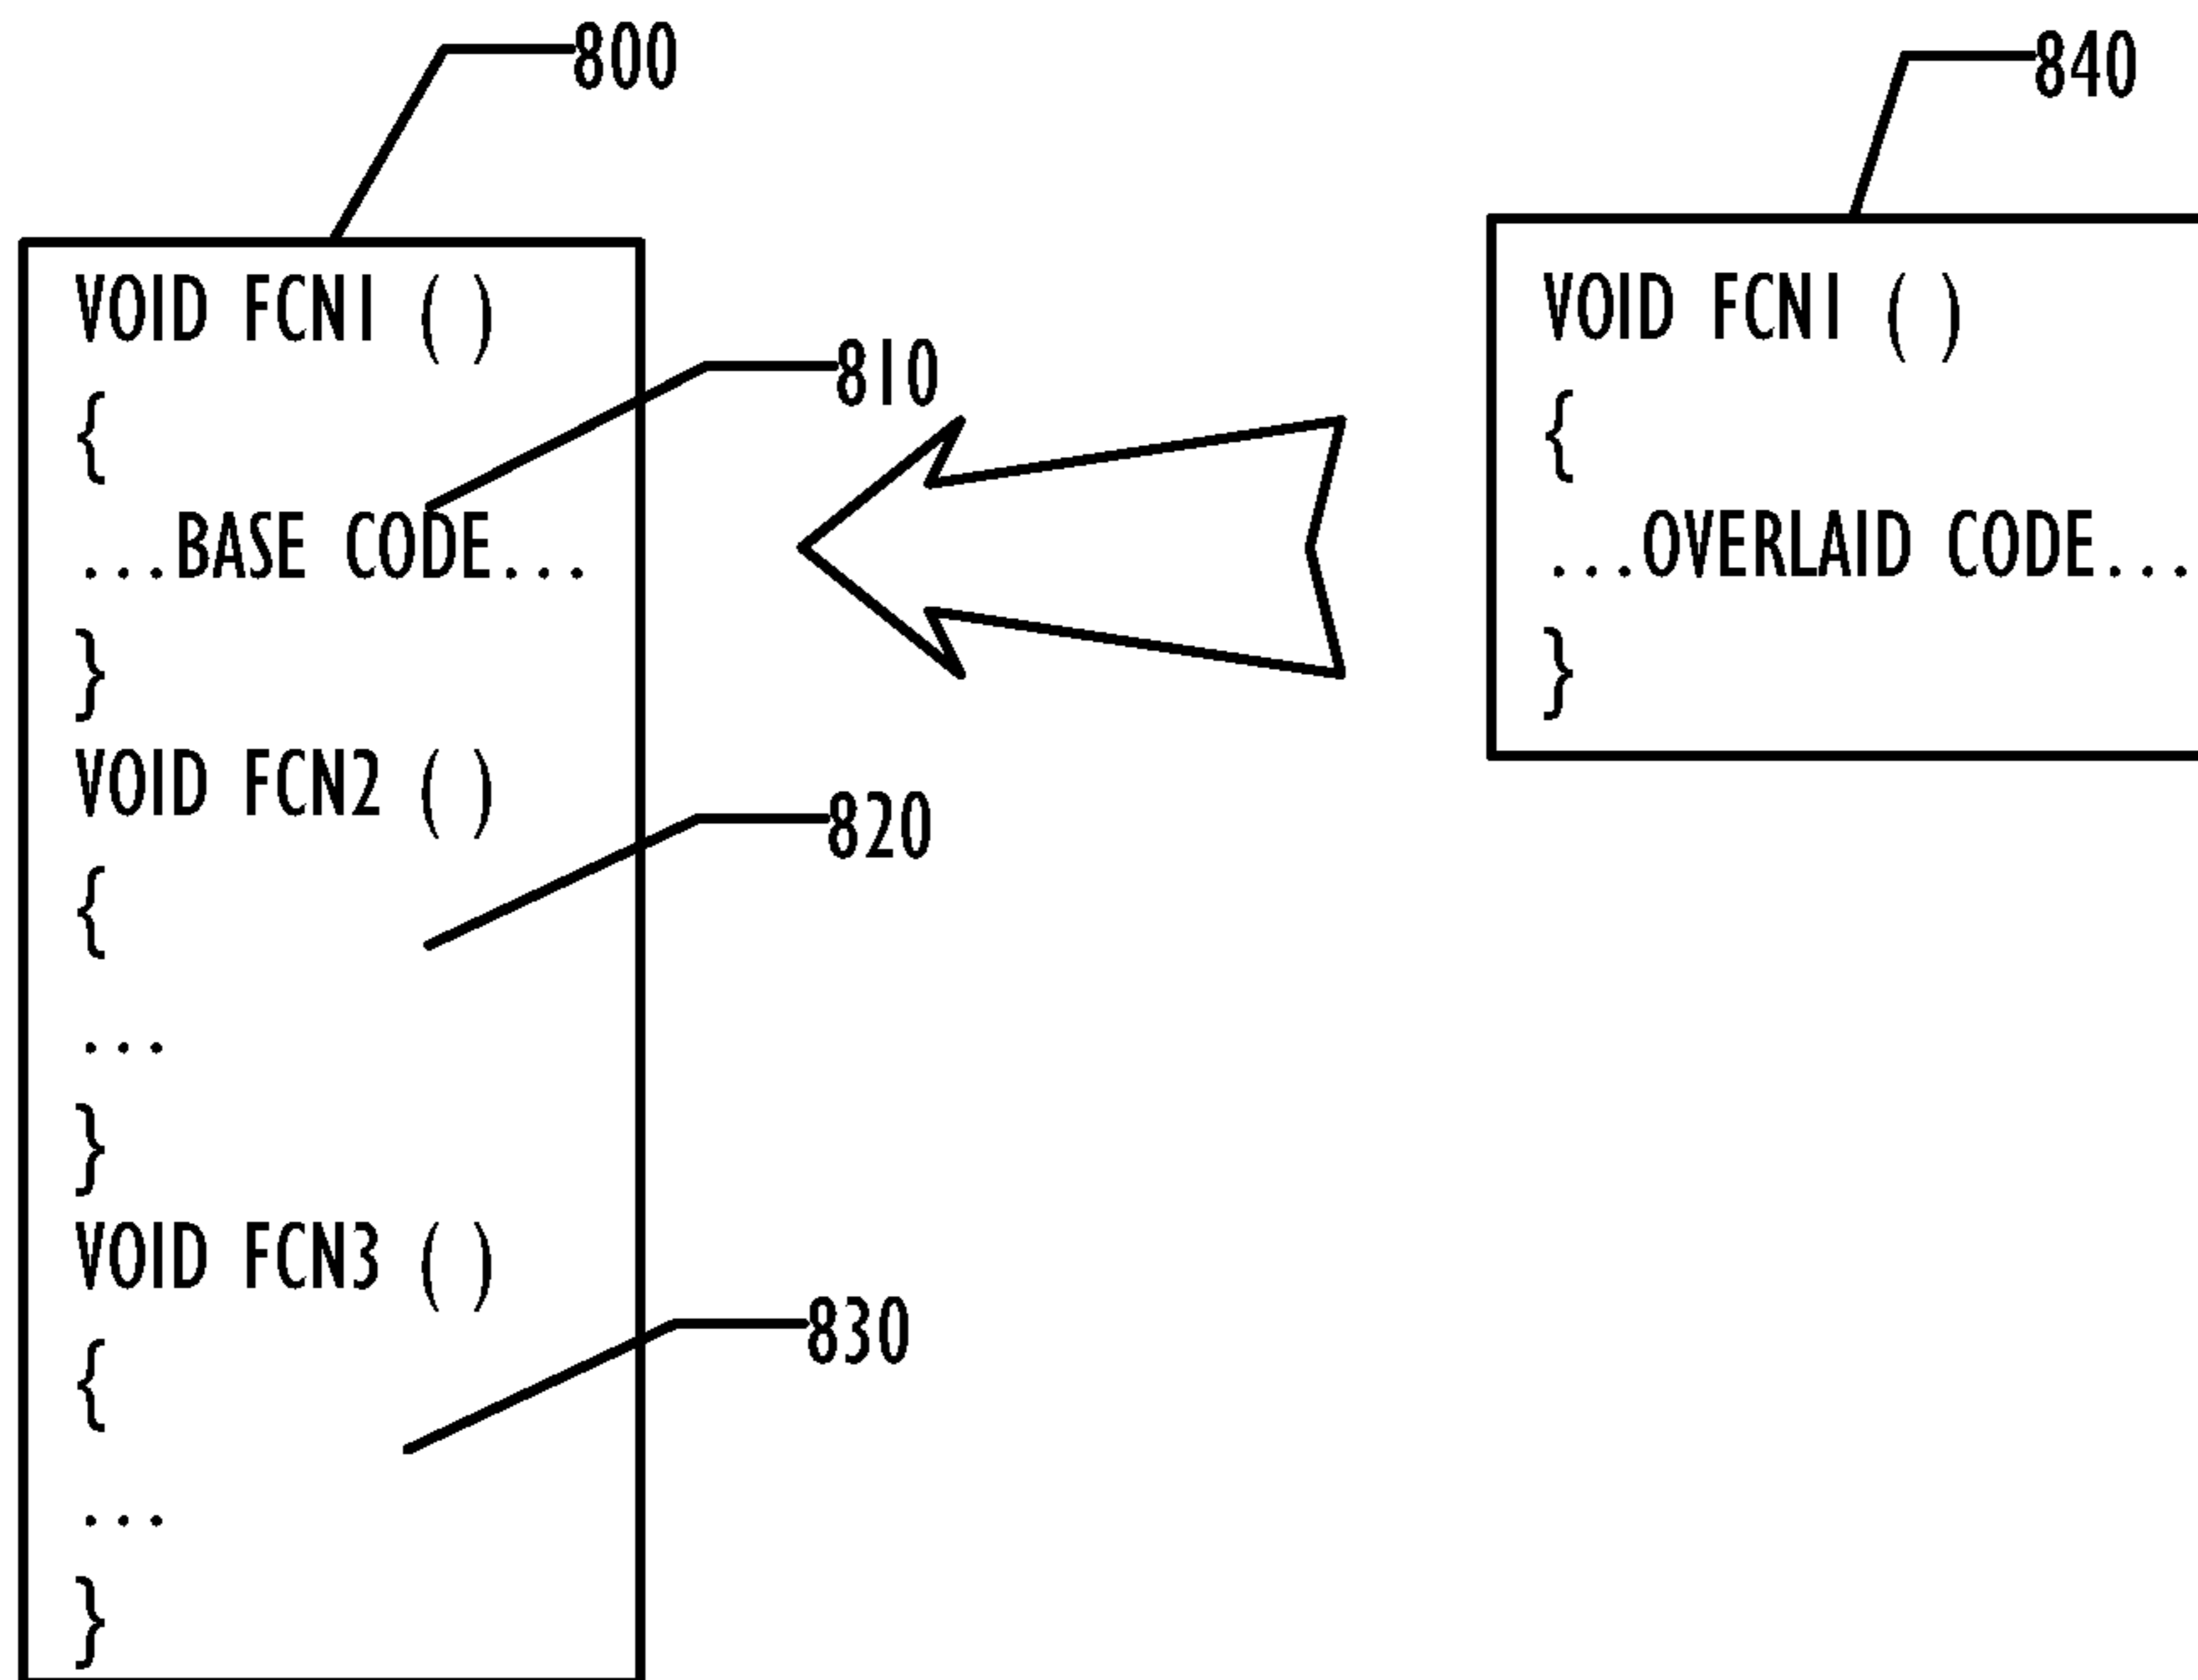 800
VOID FCN1 ( )
{
810
...BASE CODE...
}
VOID FCN2 ( )
820
{
...
}
VOID FCN3 ( )
830
{
...
}
840
VOID FCN1 ( )
{
...OVERLAID CODE...
}